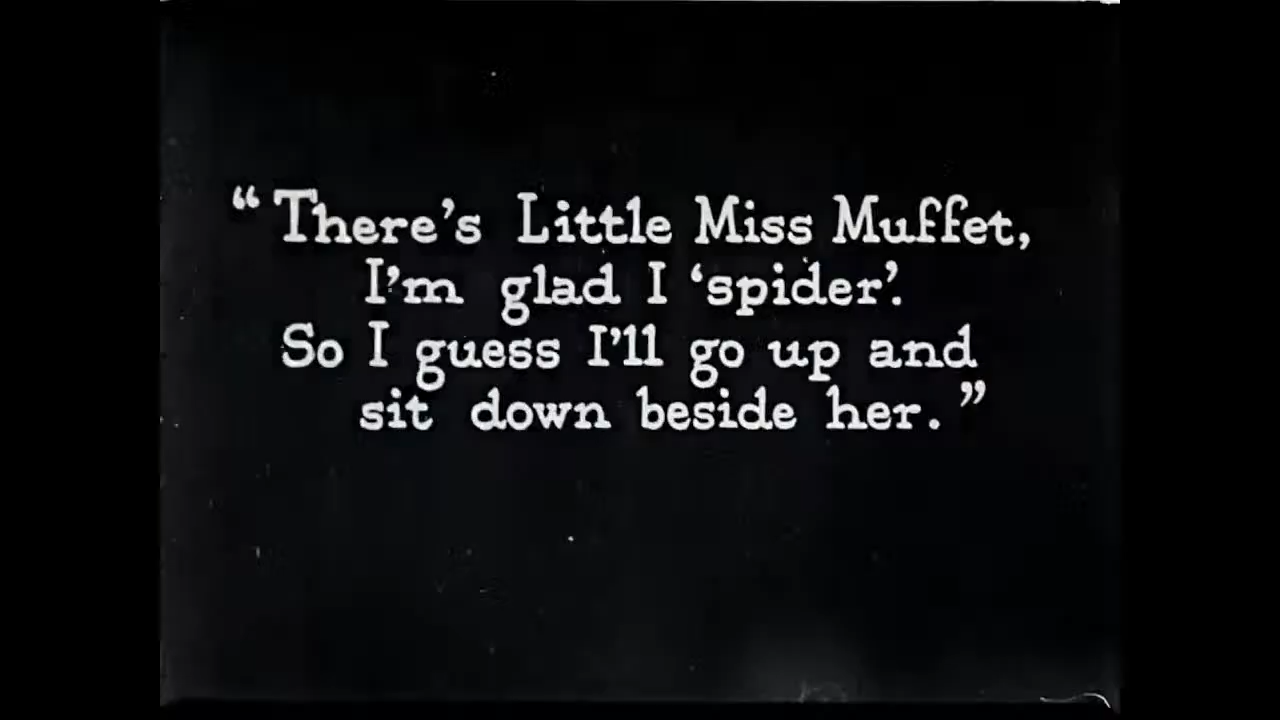 “There’s Little Miss Muffet,
I’m glad I ‘spider’.
So I guess I’ll go up and
sit down beside her.”